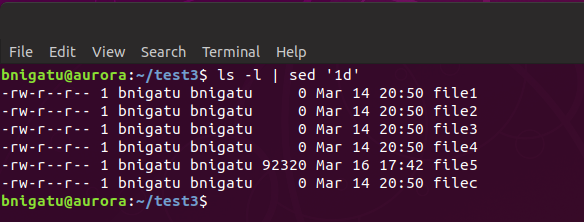 File Edit View Search Terminal Help
bnigatu@aurora:~/test3$ ls -l | sed '1d'
-rw-r--r-- 1 bnigatu bnigatu     0 Mar 14 20:50 file1
-rw-r--r-- 1 bnigatu bnigatu     0 Mar 14 20:50 file2
-rw-r--r-- 1 bnigatu bnigatu     0 Mar 14 20:50 file3
-rw-r--r-- 1 bnigatu bnigatu     0 Mar 14 20:50 file4
-rw-r--r-- 1 bnigatu bnigatu 92320 Mar 16 17:42 file5
-rw-r--r-- 1 bnigatu bnigatu     0 Mar 14 20:50 filec
bnigatu@aurora:~/test3$